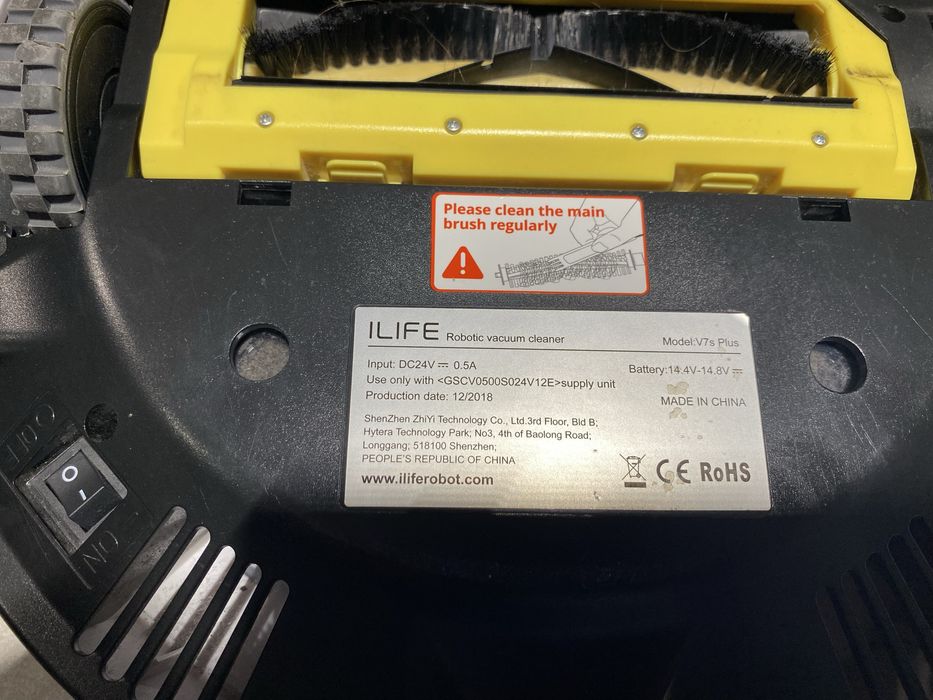 Please clean the main
brush regularly
ILIFE Robotic vacuum cleaner Model:V7s Plus
Input: DC24V⎓ 0.5A Battery:14.4V-14.8V⎓
Use only with <GSCV0500S024V12E>supply unit
Production date: 12/2018 MADE IN CHINA
ShenZhen ZhiYi Technology Co., Ltd.3rd Floor, Bld B;
Hytera Technology Park; No3, 4th of Baolong Road;
Longgang; 518100 Shenzhen;
PEOPLE'S REPUBLIC OF CHINA
www.iliferobot.com CE RoHS
OFF
ON